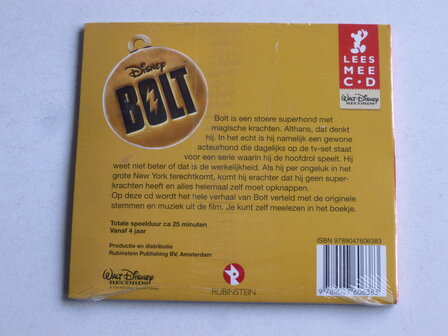 Disney
BOLT
LEES
MEE
C·D
WALT DISNEY
RECORDS
Bolt is een stoere superhond met
magische krachten. Althans, dat denkt
hij. In het echt is hij namelijk een gewone
acteurhond die dagelijks op de tv-set staat
voor een serie waarin hij de hoofdrol speelt. Hij
weet niet beter of dat is de werkelijkheid. Als hij per ongeluk in het
grote New York terechtkomt, komt hij erachter dat hij geen super-
krachten heeft en alles helemaal zelf moet opknappen.
Op deze cd wordt het hele verhaal van Bolt verteld met de originele
stemmen en muziek uit de film. Je kunt zelf meelezen in het boekje.
Totale speelduur ca 25 minuten
Vanaf 4 jaar
Productie en distributie
Rubinstein Publishing BV, Amsterdam
WALT DISNEY
RECORDS
RUBINSTEIN
ISBN 9789047606383